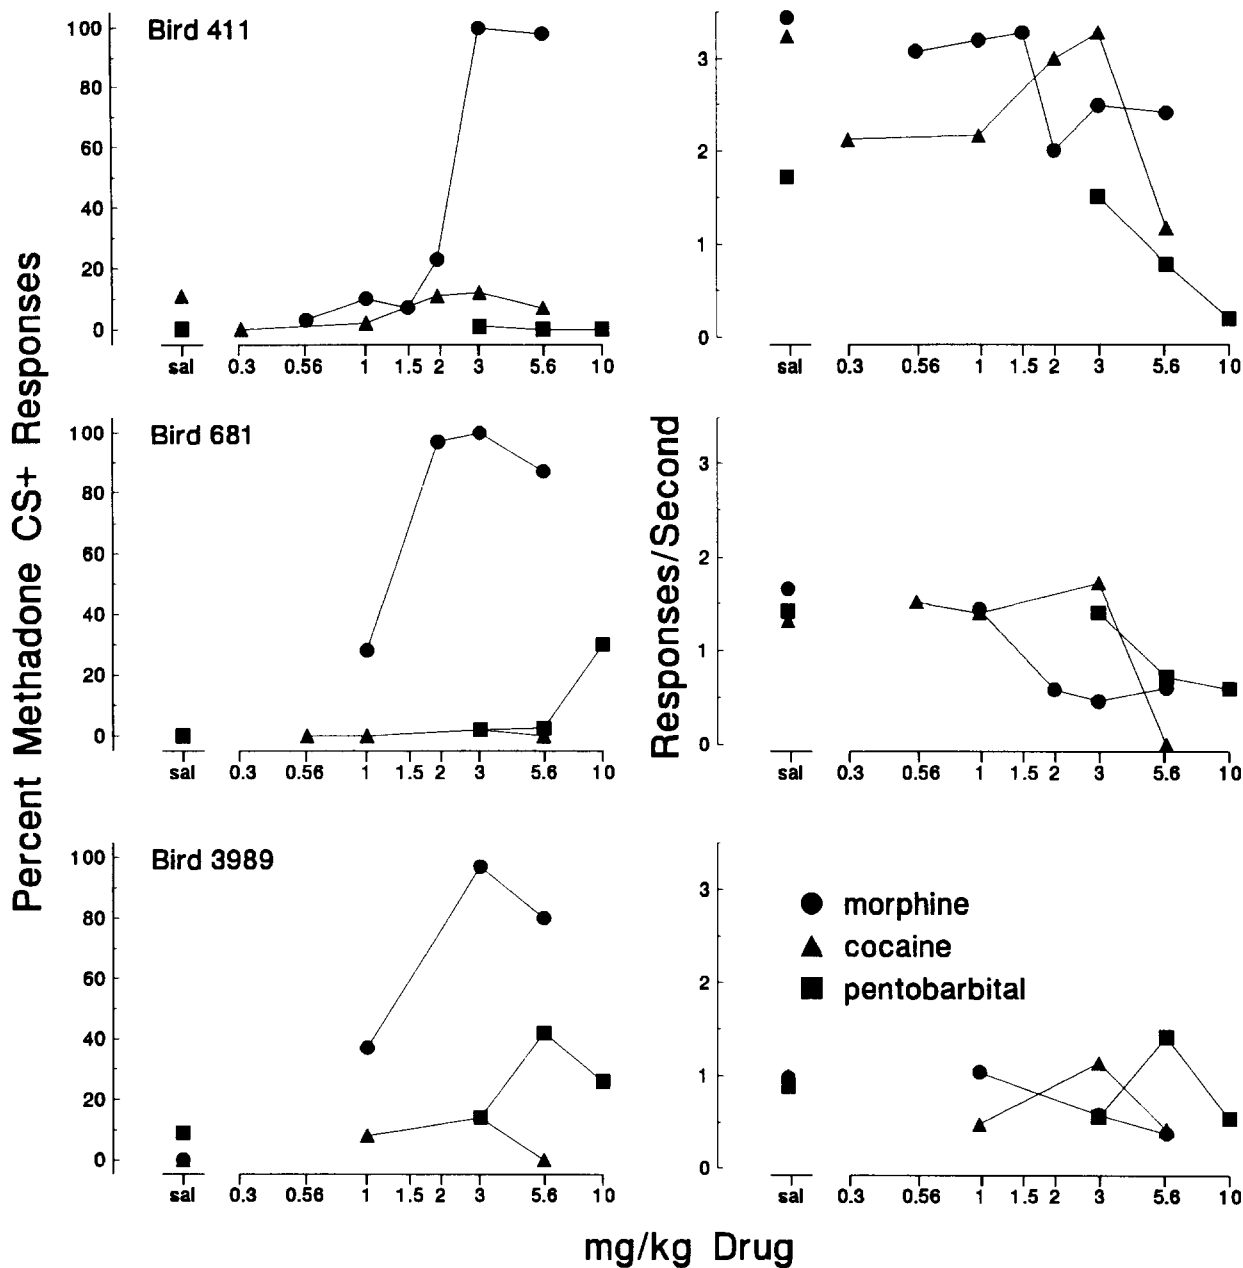 Percent Methadone CS+ Responses
Bird 411
100
80
60
40
20
0
sal 0.3 0.56 1 1.5 2 3 5.6 10
3
2
1
0
sal 0.3 0.56 1 1.5 2 3 5.6 10
Bird 681
100
80
60
40
20
0
sal 0.3 0.56 1 1.5 2 3 5.6 10
Responses/Second
3
2
1
0
sal 0.3 0.56 1 1.5 2 3 5.6 10
Bird 3989
100
80
60
40
20
0
sal 0.3 0.56 1 1.5 2 3 5.6 10
3
2
1
0
morphine
cocaine
pentobarbital
sal 0.3 0.56 1 1.5 2 3 5.6 10
mg/kg Drug